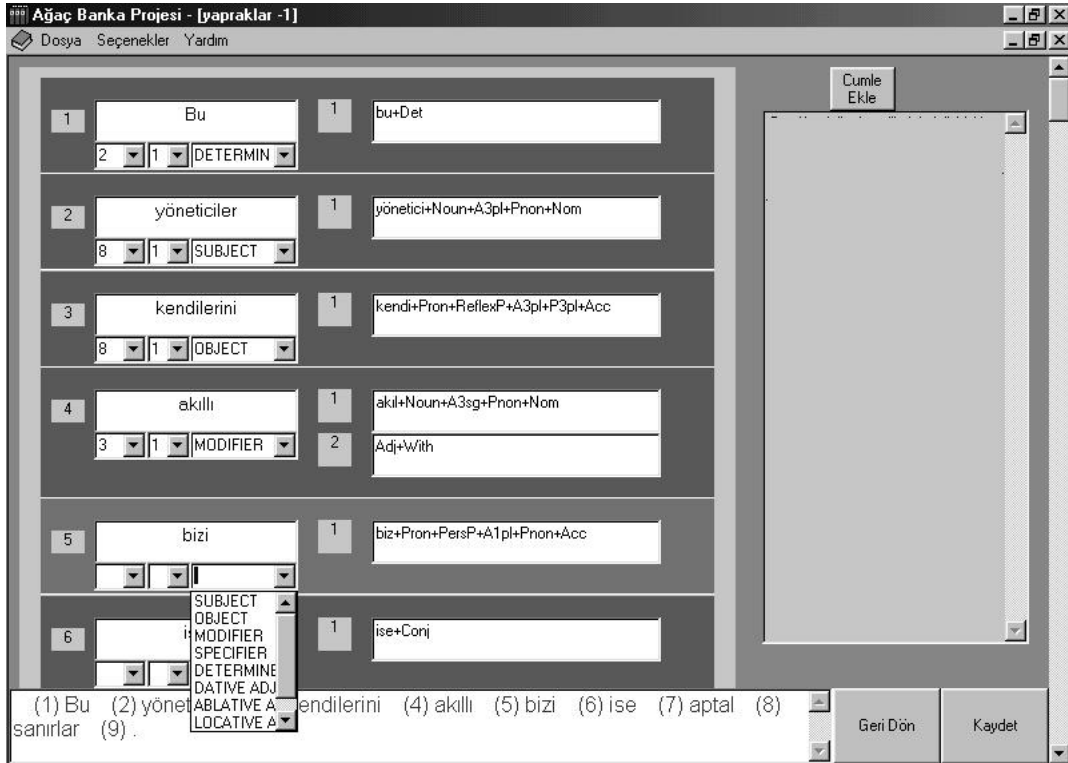 Ağaç Banka Projesi - [yapraklar -1]
Dosya Seçenekler Yardım
Cumle
Ekle
1 Bu 1 bu+Det
2 1 DETERMIN
2 yöneticiler 1 yönetici+Noun+A3pl+Pnon+Nom
8 1 SUBJECT
3 kendilerini 1 kendi+Pron+ReflexP+A3pl+P3pl+Acc
8 1 OBJECT
4 akıllı 1 akıl+Noun+A3sg+Pnon+Nom
3 1 MODIFIER 2 Adj+With
5 bizi 1 biz+Pron+PersP+A1pl+Pnon+Acc
SUBJECT
OBJECT
6 1 ise+Conj
MODIFIER
SPECIFIER
DETERMINE
DATIVE ADJ
ABLATIVE A
LOCATIVE A
(1) Bu (2) yönet endilerini (4) akıllı (5) bizi (6) ise (7) aptal (8)
sanırlar (9) .
Geri Dön Kaydet